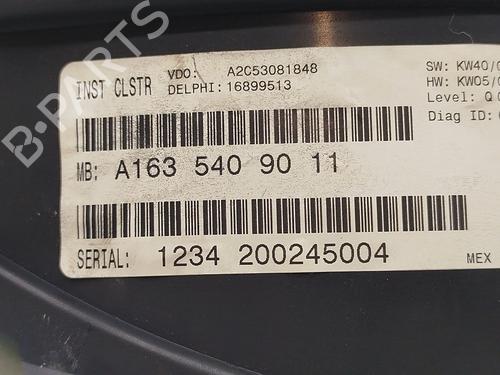 B-PARTS
INST CLSTR
VDO: A2C53081848
DELPHI: 16899513
SW: KW40/
HW: KW05/
Level: Q
Diag ID:
MB: A163 540 90 11
SERIAL: 1234 200245004
MEX